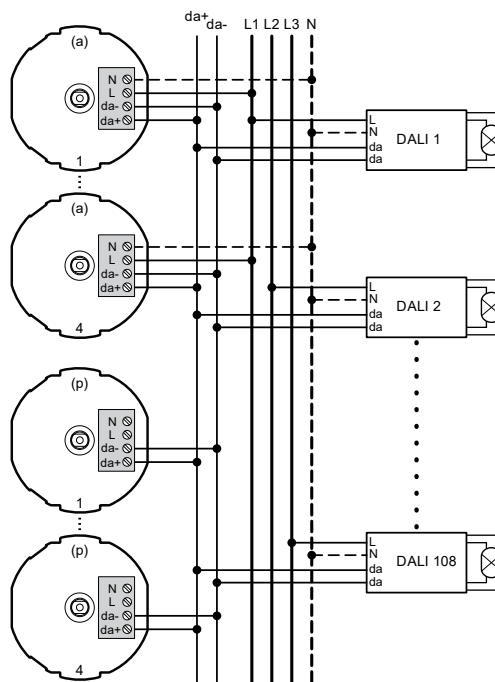 da+ da- L1 L2 L3 N
(a)
N
L
da-
da+
1
(a)
N
L
da-
da+
4
(p)
N
L
da-
da+
1
(p)
N
L
da-
da+
4
L
N
da
da
DALI 1
L
N
da
da
DALI 2
L
N
da
da
DALI 108